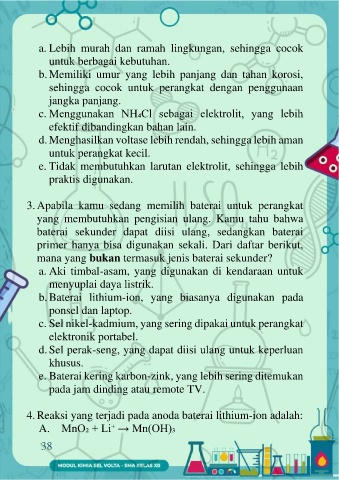 a. Lebih murah dan ramah lingkungan, sehingga cocok
untuk berbagai kebutuhan.
b. Memiliki umur yang lebih panjang dan tahan korosi,
sehingga cocok untuk perangkat dengan penggunaan
jangka panjang.
c. Menggunakan NH₄Cl sebagai elektrolit, yang lebih
efektif dibandingkan bahan lain.
d. Menghasilkan voltase lebih rendah, sehingga lebih aman
untuk perangkat kecil.
e. Tidak membutuhkan larutan elektrolit, sehingga lebih
praktis digunakan.
3. Apabila kamu sedang memilih baterai untuk perangkat
yang membutuhkan pengisian ulang. Kamu tahu bahwa
baterai sekunder dapat diisi ulang, sedangkan baterai
primer hanya bisa digunakan sekali. Dari daftar berikut,
mana yang bukan termasuk jenis baterai sekunder?
a. Aki timbal-asam, yang digunakan di kendaraan untuk
menyuplai daya listrik.
b. Baterai lithium-ion, yang biasanya digunakan pada
ponsel dan laptop.
c. Sel nikel-kadmium, yang sering dipakai untuk perangkat
elektronik portabel.
d. Sel perak-seng, yang dapat diisi ulang untuk keperluan
khusus.
e. Baterai kering karbon-zink, yang lebih sering ditemukan
pada jam dinding atau remote TV.
4. Reaksi yang terjadi pada anoda baterai lithium-ion adalah:
A. MnO₂ + Li⁺ → Mn(OH)₃
38
MODUL KIMIA SEL VOLTA - SMA KELAS XII